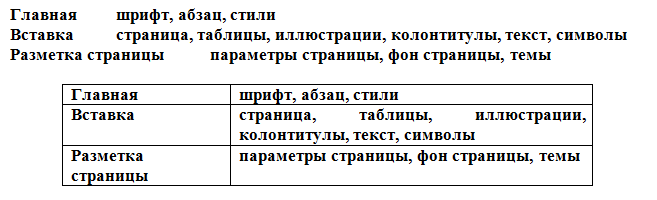 Главная шрифт, абзац, стили
Вставка страница, таблицы, иллюстрации, колонтитулы, текст, символы
Разметка страницы параметры страницы, фон страницы, темы
Главная шрифт, абзац, стили
Вставка страница, таблицы, иллюстрации,
колонтитулы, текст, символы
Разметка параметры страницы, фон страницы, темы
страницы